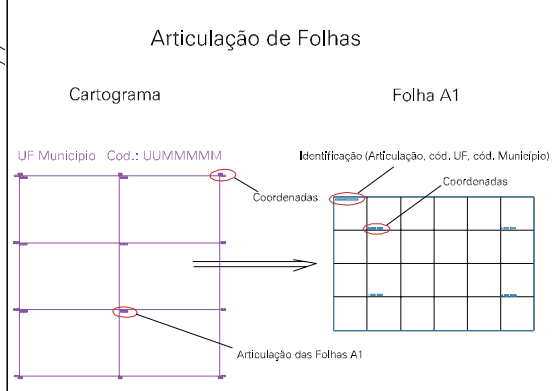 Articulação de Folhas
Cartograma
Folha A1
UF Municipio Cod.: UUMMMMM
Identificação (Articulação, cód. UF, cód. Município)
Coordenadas
Coordenadas
Articulação das Folhas A1